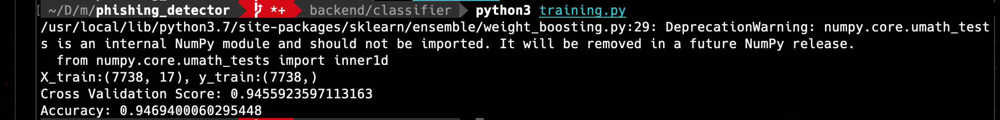 ~/D/m/phishing_detector *+ backend/classifier python3 training.py
/usr/local/lib/python3.7/site-packages/sklearn/ensemble/weight_boosting.py:29: DeprecationWarning: numpy.core.umath_test
s is an internal NumPy module and should not be imported. It will be removed in a future NumPy release.
  from numpy.core.umath_tests import inner1d
X_train:(7738, 17), y_train:(7738,)
Cross Validation Score: 0.9455923597113163
Accuracy: 0.9469400060295448